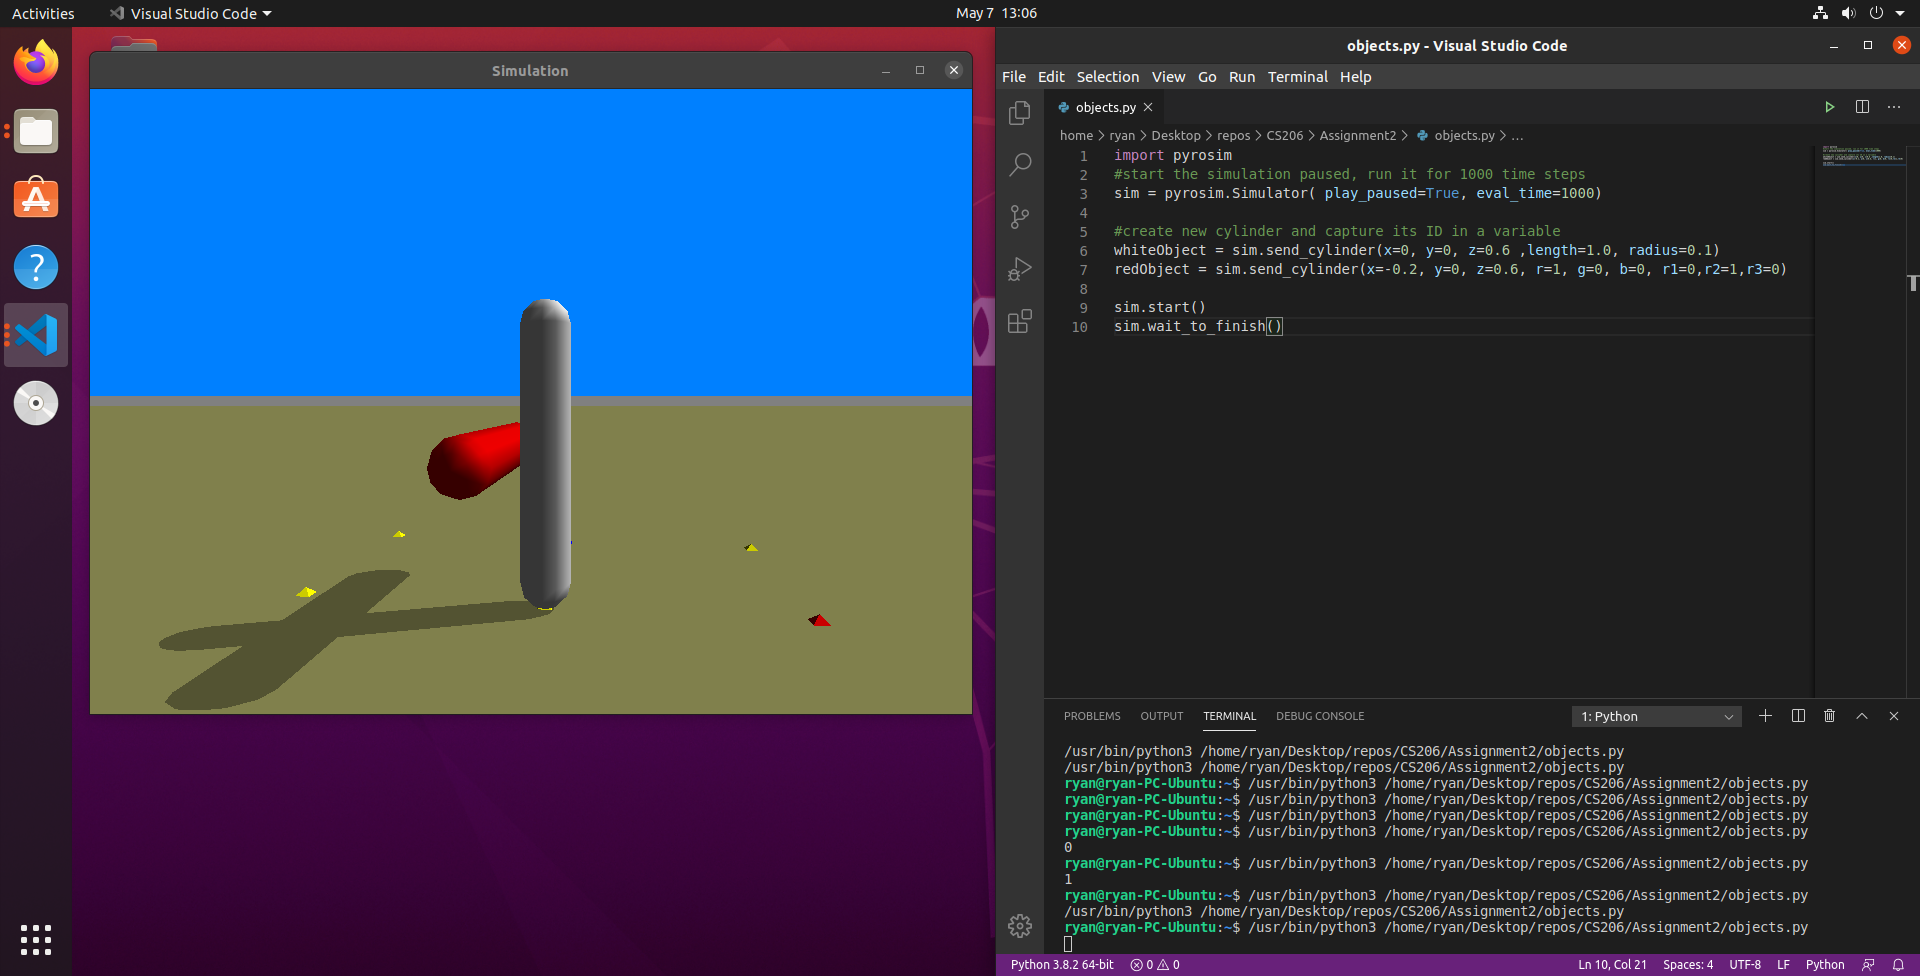 Activities
Visual Studio Code
May 7 13:06
Simulation
objects.py - Visual Studio Code
File Edit Selection View Go Run Terminal Help
objects.py
home > ryan > Desktop > repos > CS206 > Assignment2 > objects.py > ...
1 import pyrosim
2 #start the simulation paused, run it for 1000 time steps
3 sim = pyrosim.Simulator( play_paused=True, eval_time=1000)
4
5 #create new cylinder and capture its ID in a variable
6 whiteObject = sim.send_cylinder(x=0, y=0, z=0.6 ,length=1.0, radius=0.1)
7 redObject = sim.send_cylinder(x=-0.2, y=0, z=0.6, r=1, g=0, b=0, r1=0,r2=1,r3=0)
8
9 sim.start()
10 sim.wait_to_finish()
PROBLEMS OUTPUT TERMINAL DEBUG CONSOLE
1: Python
/usr/bin/python3 /home/ryan/Desktop/repos/CS206/Assignment2/objects.py
/usr/bin/python3 /home/ryan/Desktop/repos/CS206/Assignment2/objects.py
ryan@ryan-PC-Ubuntu:~$ /usr/bin/python3 /home/ryan/Desktop/repos/CS206/Assignment2/objects.py
ryan@ryan-PC-Ubuntu:~$ /usr/bin/python3 /home/ryan/Desktop/repos/CS206/Assignment2/objects.py
ryan@ryan-PC-Ubuntu:~$ /usr/bin/python3 /home/ryan/Desktop/repos/CS206/Assignment2/objects.py
ryan@ryan-PC-Ubuntu:~$ /usr/bin/python3 /home/ryan/Desktop/repos/CS206/Assignment2/objects.py
0
ryan@ryan-PC-Ubuntu:~$ /usr/bin/python3 /home/ryan/Desktop/repos/CS206/Assignment2/objects.py
1
ryan@ryan-PC-Ubuntu:~$ /usr/bin/python3 /home/ryan/Desktop/repos/CS206/Assignment2/objects.py
/usr/bin/python3 /home/ryan/Desktop/repos/CS206/Assignment2/objects.py
ryan@ryan-PC-Ubuntu:~$ /usr/bin/python3 /home/ryan/Desktop/repos/CS206/Assignment2/objects.py
Python 3.8.2 64-bit 0 0 Ln 10, Col 21 Spaces: 4 UTF-8 LF Python